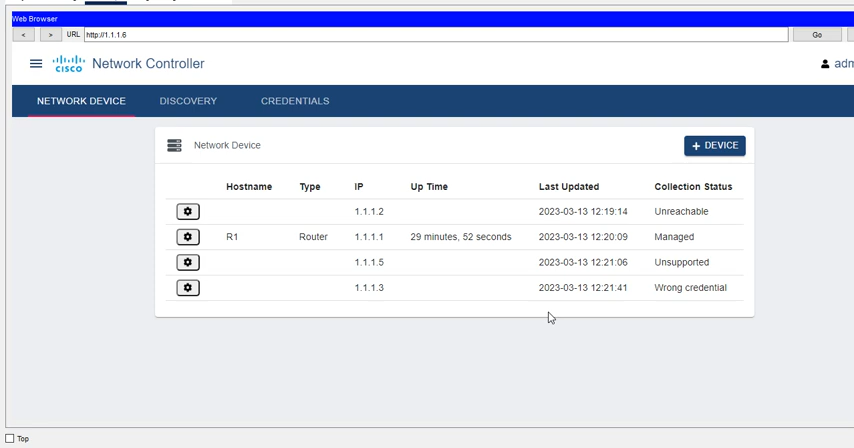 Web Browser
< > URL http://1.1.1.6 Go
CISCO Network Controller
NETWORK DEVICE DISCOVERY CREDENTIALS
Network Device + DEVICE
Hostname Type IP Up Time Last Updated Collection Status
1.1.1.2 2023-03-13 12:19:14 Unreachable
R1 Router 1.1.1.1 29 minutes, 52 seconds 2023-03-13 12:20:09 Managed
1.1.1.5 2023-03-13 12:21:06 Unsupported
1.1.1.3 2023-03-13 12:21:41 Wrong credential
Top